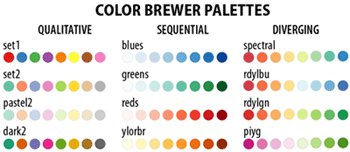 COLOR BREWER PALETTES
QUALITATIVE SEQUENTIAL DIVERGING
set1 blues spectral
set2 greens rdylbu
pastel2 reds rdylgn
dark2 ylorbr piyg